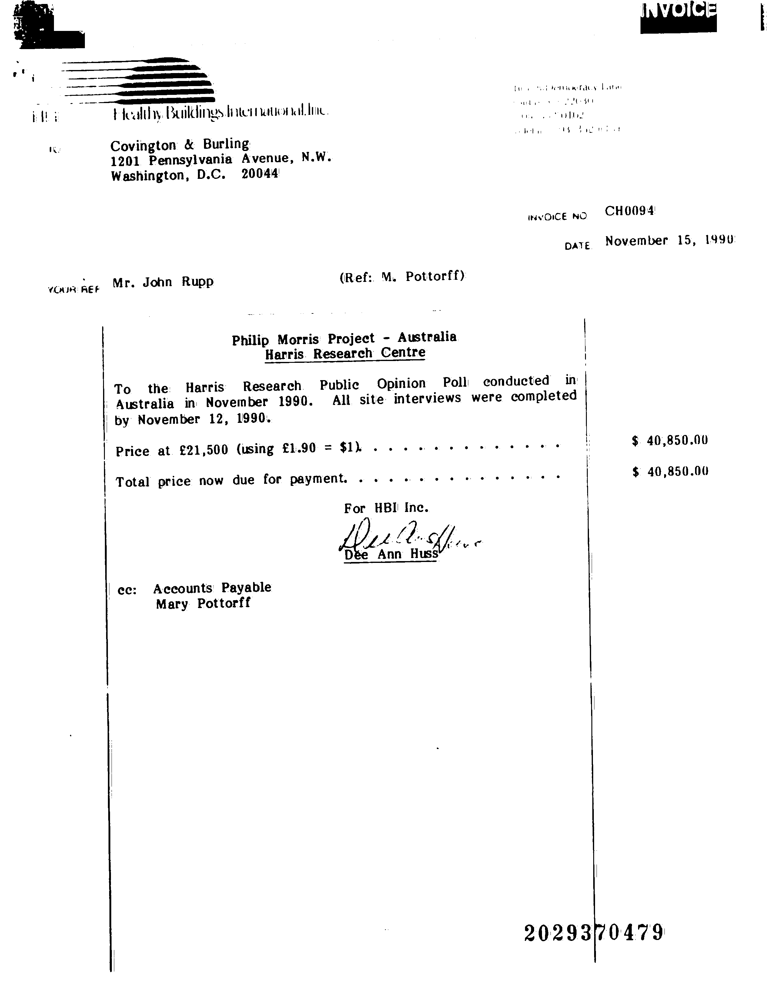 INVOICE
Healthy Buildings International, Inc.
Covington & Burling
1201 Pennsylvania Avenue, N.W.
Washington, D.C. 20044
INVOICE NO CH0094
DATE November 15, 1990
YOUR REF Mr. John Rupp (Ref: M. Pottorff)
Philip Morris Project - Australia
Harris Research Centre
To the Harris Research Public Opinion Poll conducted in
Australia in November 1990. All site interviews were completed
by November 12, 1990.
Price at £21,500 (using £1.90 = $1). . . . . . . . . . . . . . $ 40,850.00
Total price now due for payment. . . . . . . . . . . . . . . $ 40,850.00
For HBI Inc.
Dee Ann Huss
cc: Accounts Payable
Mary Pottorff
2029370479